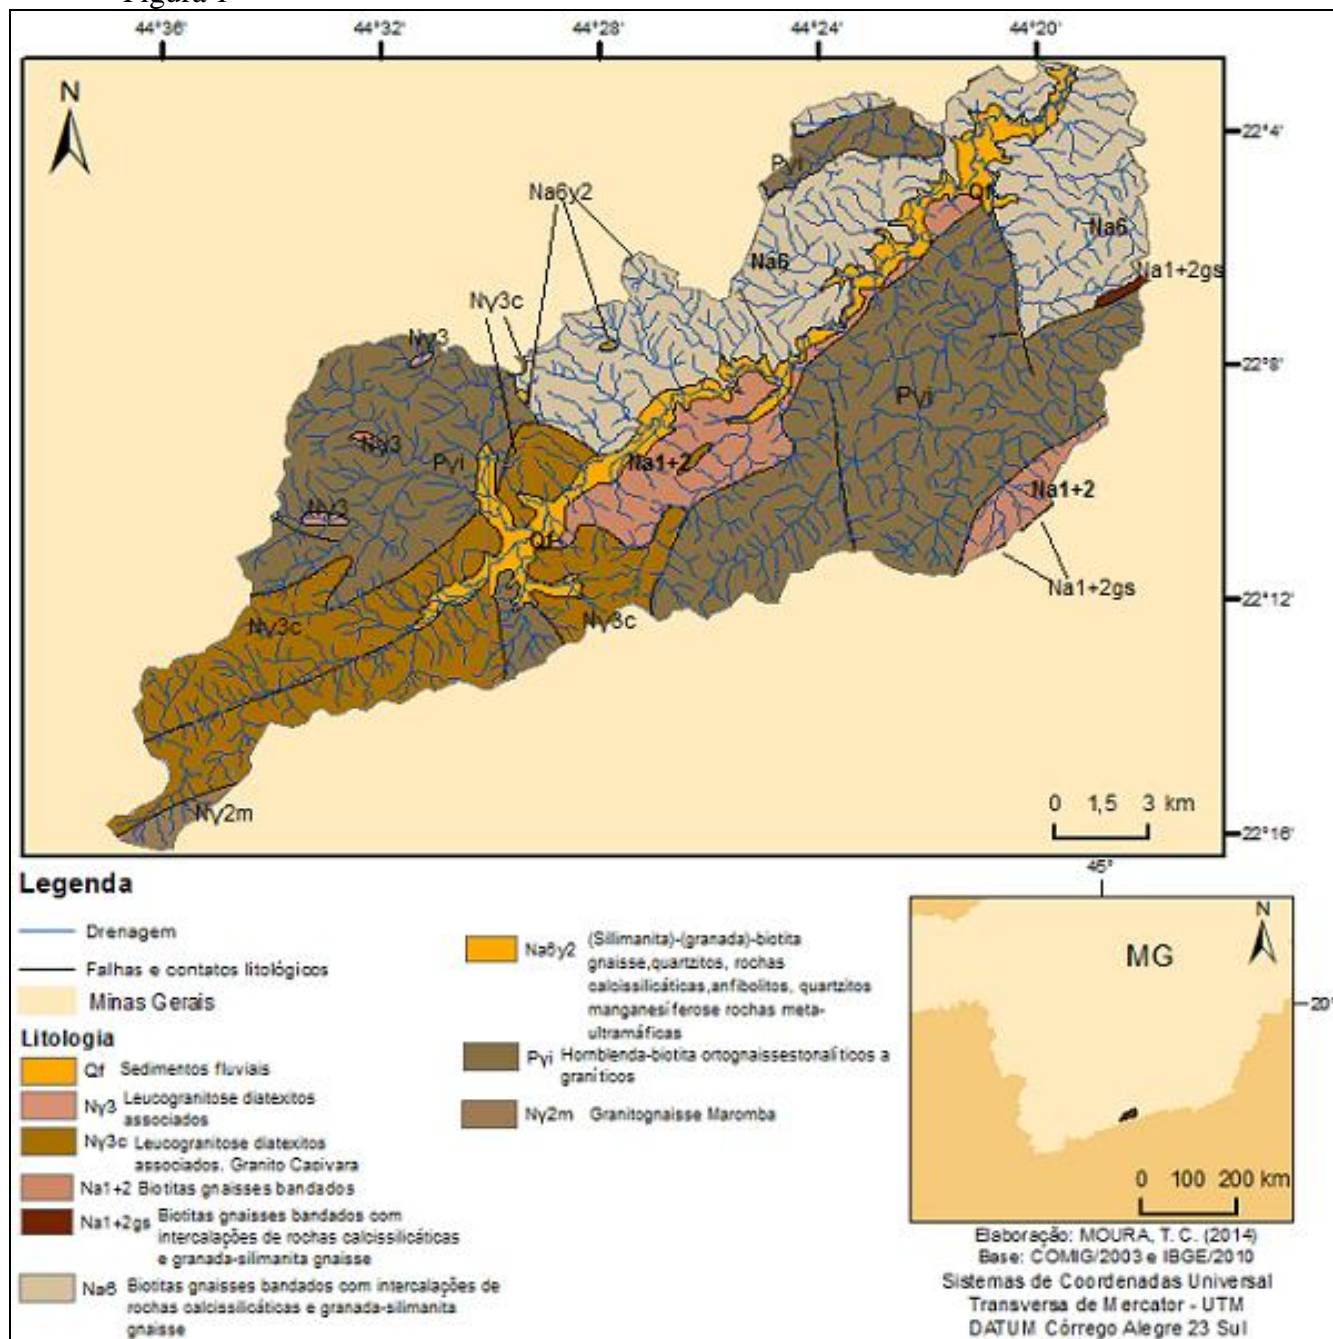 Figura 1
44°36'
44°32'
44°28'
44°24'
44°20'
N
22°4'
Pγi
Na6γ2
Qf
Na6
Na6
Na1+2gs
Nγ3c
Nγ3
22°8'
Pγi
Nγ3
Pγi
Na1+2
Na1+2
Nγ3
Qf
Na1+2gs
22°12'
Nγ3c
Nγ3c
0 1,5 3 km
Nγ2m
22°16'
Legenda
Drenagem
Falhas e contatos litológicos
Minas Gerais
Litologia
Qf Sedimentos fluviais
Nγ3 Leucogranitose diatexitos
associados
Nγ3c Leucogranitose diatexitos
associados. Granito Capivara
Na1+2 Biotitas gnaisses bandados
Na1+2gs Biotitas gnaisses bandados com
intercalações de rochas calcissilicáticas
e granada-silimanita gnaisse
Na6 Biotitas gnaisses bandados com intercalações de
rochas calcissilicáticas e granada-silimanita
gnaisse
Na6γ2 (Sillimanita)-(granada)-biotita
gnaisse,quartzitos, rochas
calcissilicáticas,anfibolitos, quartzitos
manganesíferose rochas meta-
ultramáficas
Pγi Hornblenda-biotita ortognaissestonalíticos a
graníticos
Nγ2m Granitognaisse Maromba
45°
N
MG
20°
0 100 200 km
Elaboração: MOURA, T. C. (2014)
Base: COMIG/2003 e IBGE/2010
Sistemas de Coordenadas Universal
Transversa de Mercator - UTM
DATUM Córrego Alegre 23 Sul